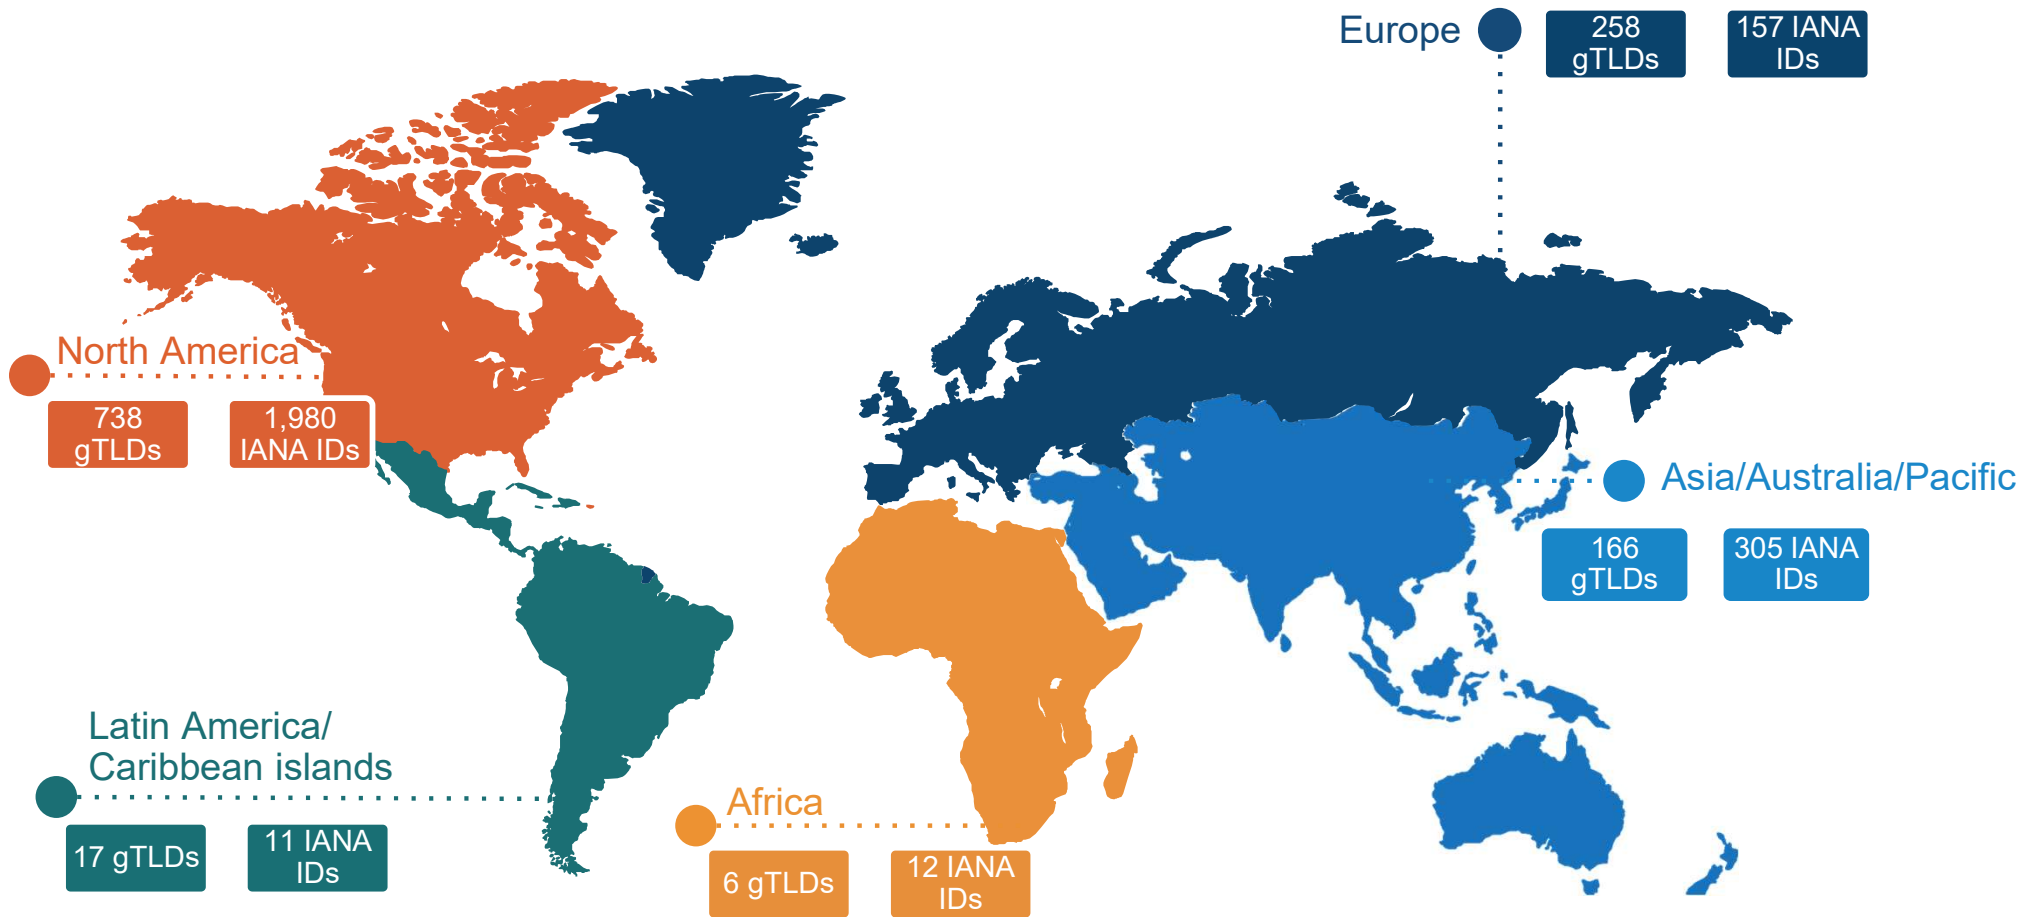 Europe
258
gTLDs
157 IANA
IDs
North America
738
gTLDs
1,980
IANA IDs
Asia/Australia/Pacific
166
gTLDs
305 IANA
IDs
Latin America/
Caribbean islands
17 gTLDs
11 IANA
IDs
Africa
6 gTLDs
12 IANA
IDs